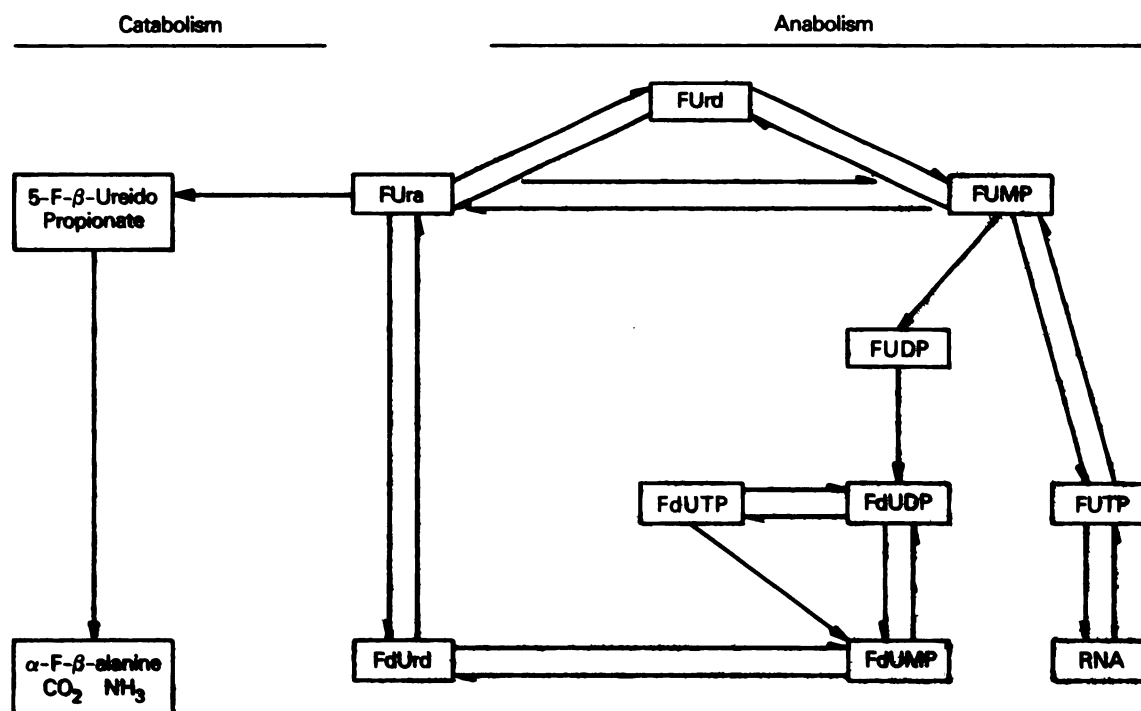 Catabolism
Anabolism
FUrd
5-F-β-Ureido
Propionate
FUra
FUMP
FUDP
FdUTP
FdUDP
FUTP
α-F-β-alanine
CO₂ NH₃
FdUrd
FdUMP
RNA